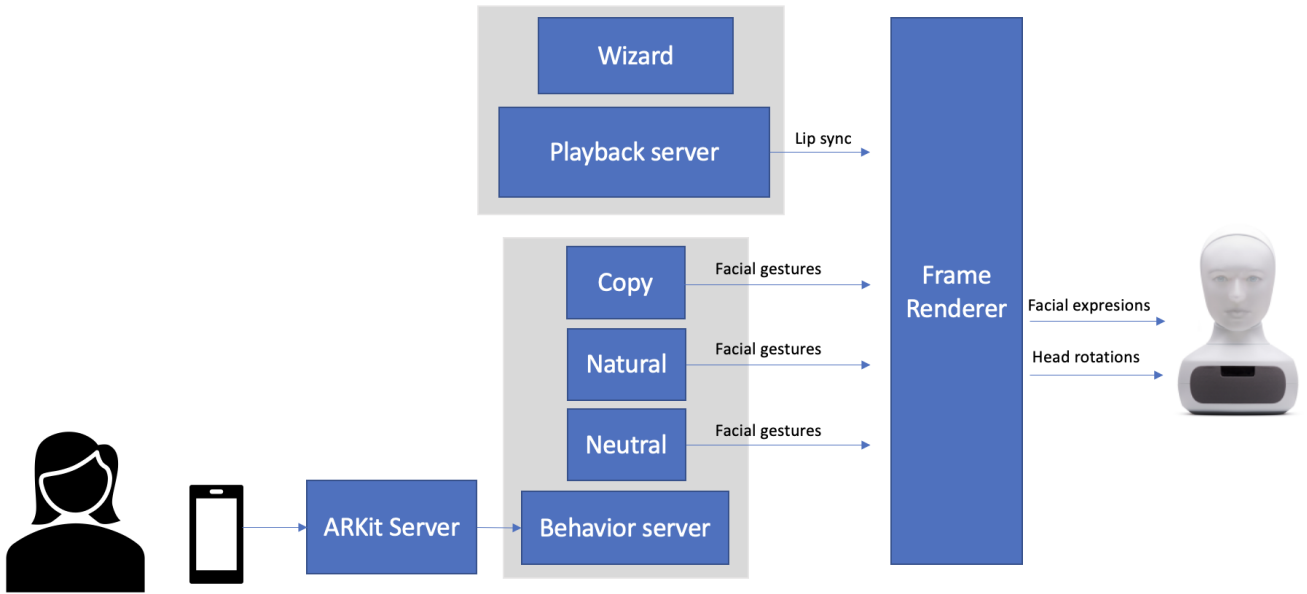 Wizard
Playback server
Lip sync
Copy
Facial gestures
Natural
Facial gestures
Neutral
Facial gestures
ARKit Server
Behavior server
Frame
Renderer
Facial expresions
Head rotations